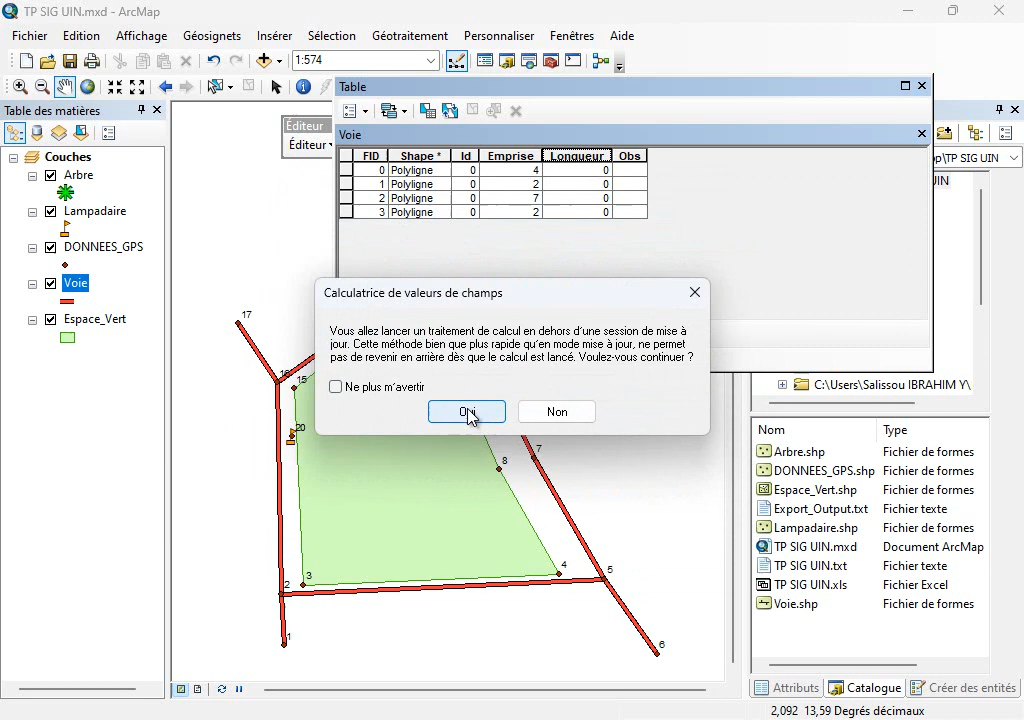 TP SIG UIN.mxd - ArcMap
Fichier Edition Affichage Géosignets Insérer Sélection Géotraitement Personnaliser Fenêtres Aide
1:574
Table des matières
Couches
Arbre
Lampadaire
DONNEES_GPS
Voie
Espace_Vert
Éditeur
Éditeur
Table
Voie
FID Shape * Id Emprise Longueur Obs
0 Polyligne 0 4 0
1 Polyligne 0 2 0
2 Polyligne 0 7 0
3 Polyligne 0 2 0
Calculatrice de valeurs de champs
Vous allez lancer un traitement de calcul en dehors d'une session de mise à
jour. Cette méthode bien que plus rapide qu'en mode mise à jour, ne permet
pas de revenir en arrière dès que le calcul est lancé. Voulez-vous continuer ?
Ne plus m'avertir
Oui Non
17
16
15
20
8
7
3
4
5
2
1
6
p\TP SIG UIN
UIN
C:\Users\Salissou IBRAHIM Y\
Nom Type
Arbre.shp Fichier de formes
DONNEES_GPS.shp Fichier de formes
Espace_Vert.shp Fichier de formes
Export_Output.txt Fichier texte
Lampadaire.shp Fichier de formes
TP SIG UIN.mxd Document ArcMap
TP SIG UIN.txt Fichier texte
TP SIG UIN.xls Fichier Excel
Voie.shp Fichier de formes
Attributs Catalogue Créer des entités
2,092 13,59 Degrés décimaux